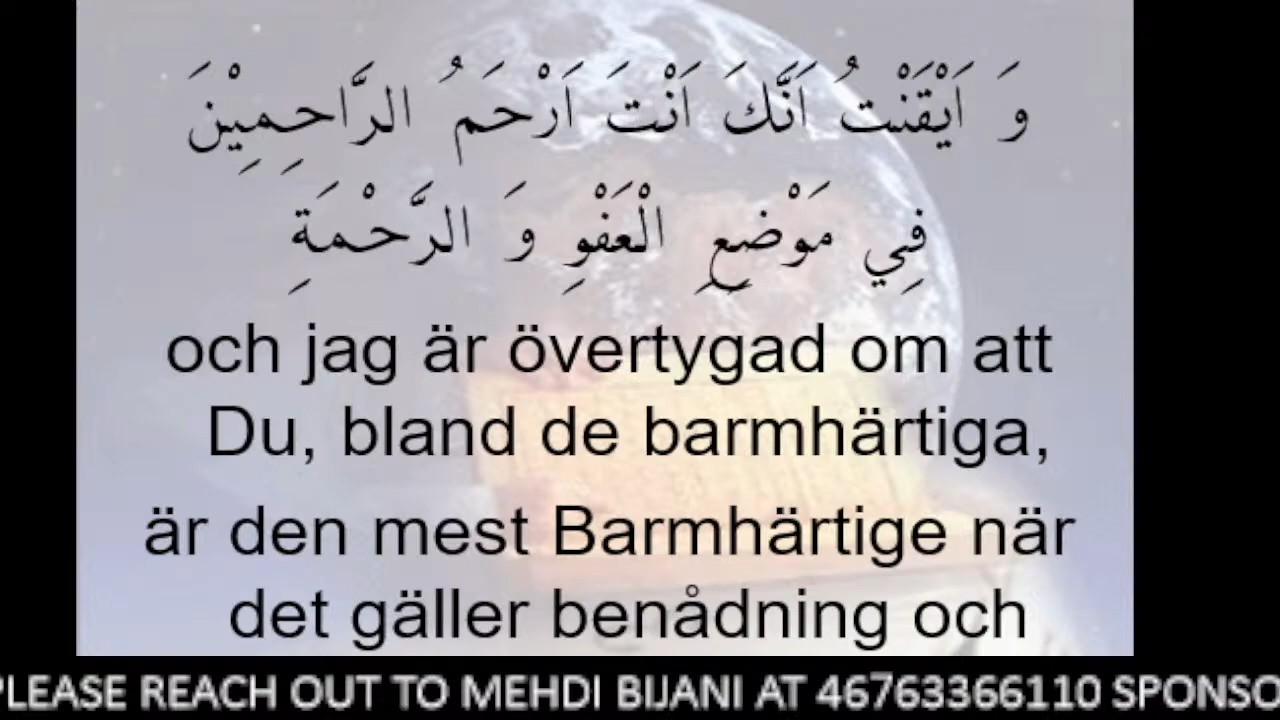 وَ اَيْقَنْتُ اَنَّكَ اَنْتَ اَرْحَمُ الرَّاحِمِيْنَ
فِي مَوْضِعِ الْعَفْوِ وَ الرَّحْمَةِ
och jag är övertygad om att
Du, bland de barmhärtiga,
är den mest Barmhärtige när
det gäller benådning och
PLEASE REACH OUT TO MEHDI BIJANI AT 46763366110 SPONSO